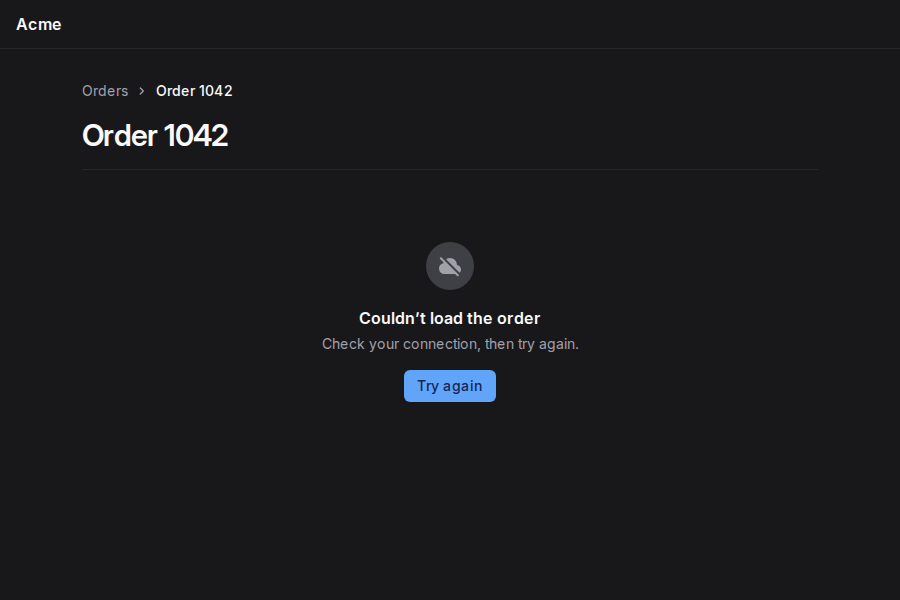 Acme
Orders > Order 1042
Order 1042
Couldn’t load the order
Check your connection, then try again.
Try again